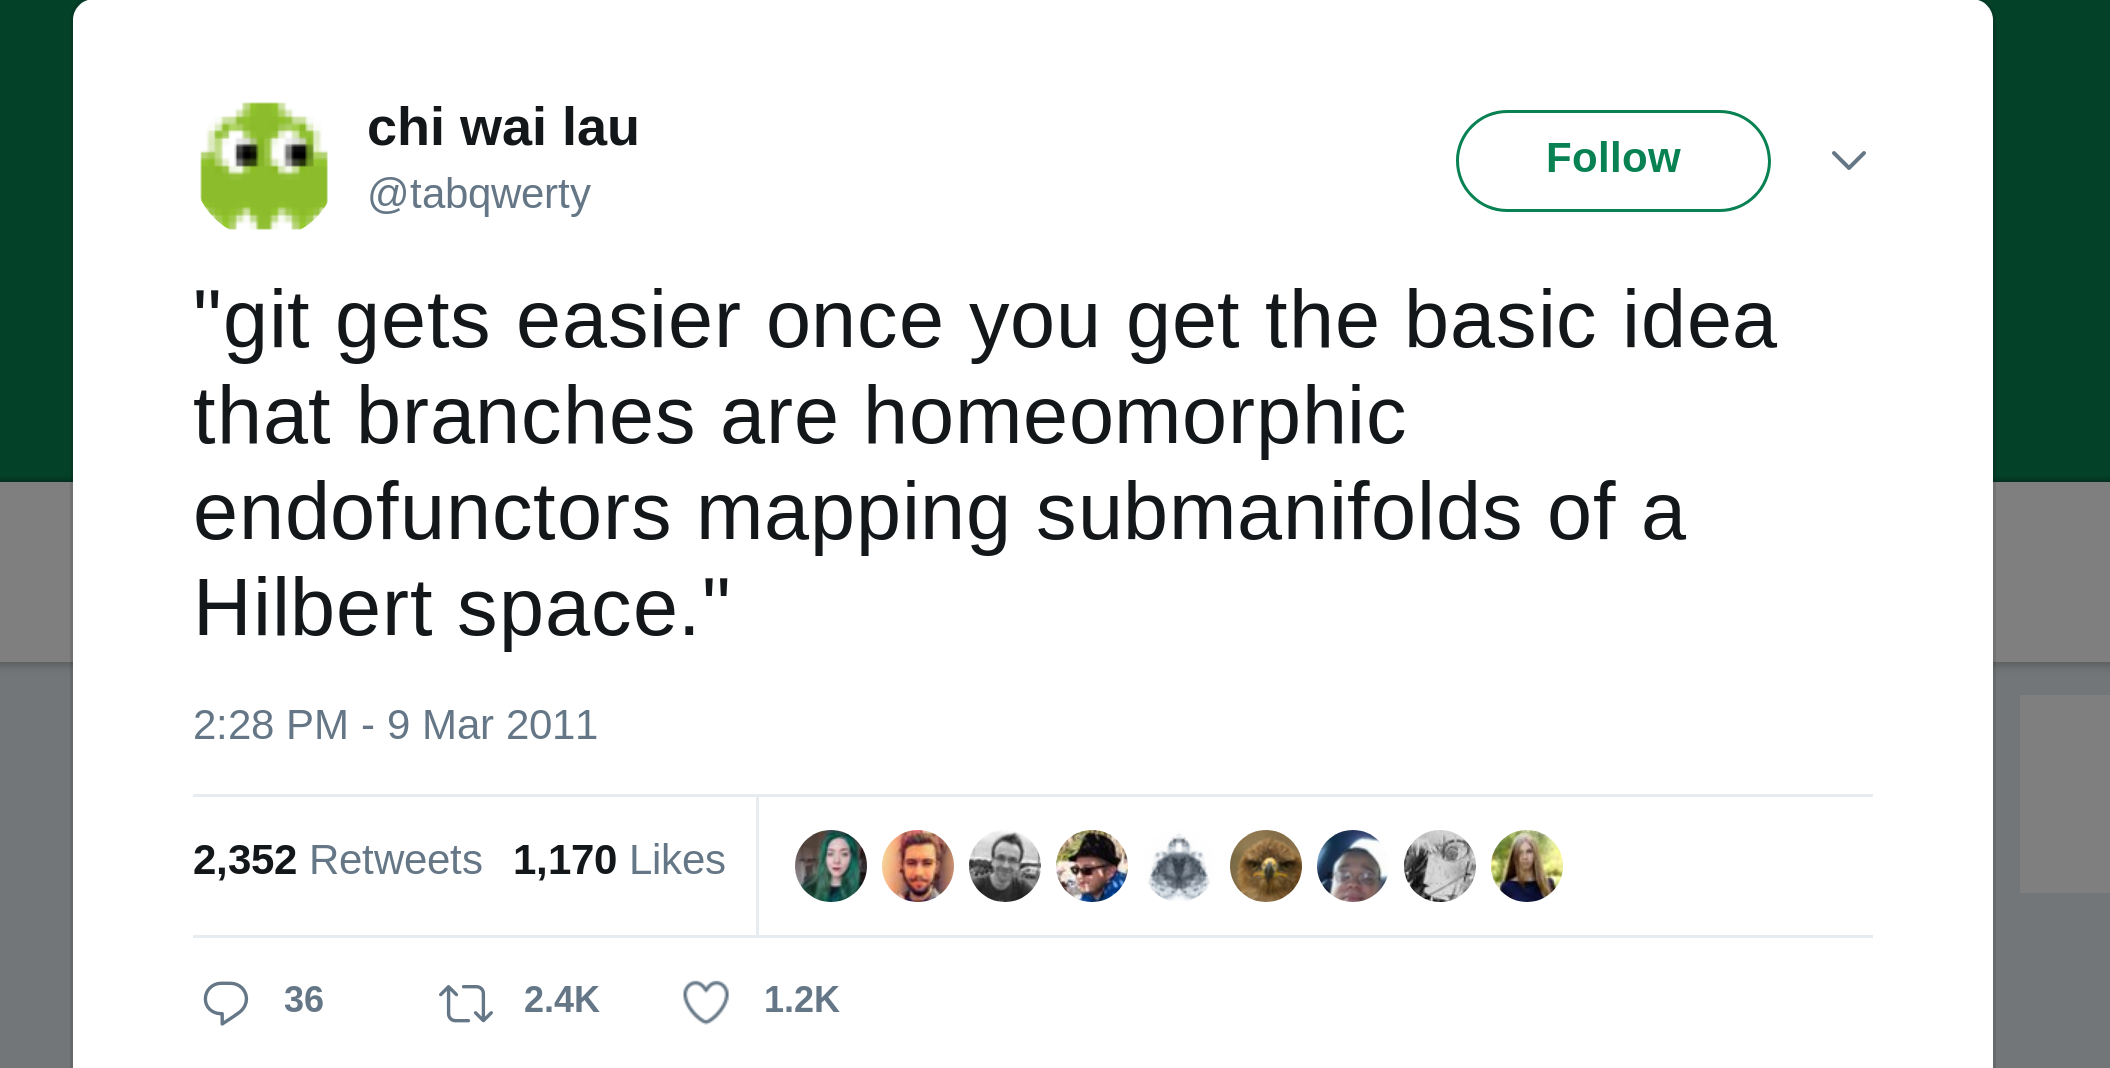 chi wai lau
@tabqwerty
Follow
"git gets easier once you get the basic idea
that branches are homeomorphic
endofunctors mapping submanifolds of a
Hilbert space."
2:28 PM - 9 Mar 2011
2,352 Retweets 1,170 Likes
36 2.4K 1.2K